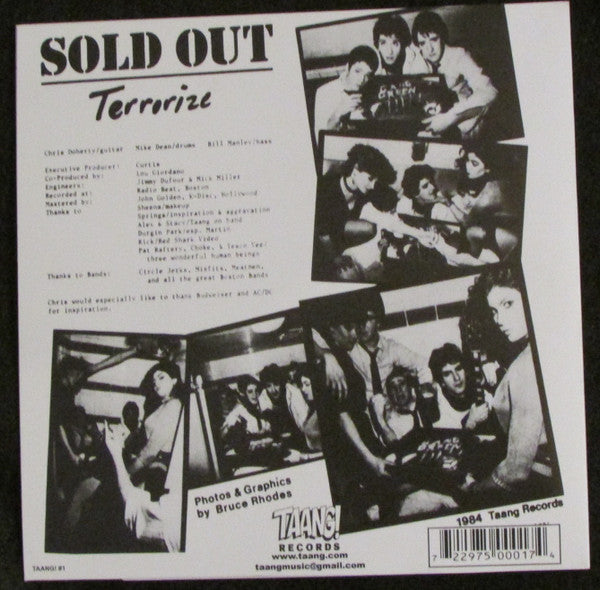 SOLD OUT
Terrorize
Chris Doherty/guitar Mike Dean/drums Bill Manley/bass
Executive Producer: Curtis
Co-Produced by: Lou Giordano
Engineers: Jimmy Dufour & Mick Miller
Recorded at: Radio Beat, Boston
Mastered by: John Golden, K-Disc, Hollywood
Thanks to Sheena/makeup
Springa/inspiration & aggravation
Alex & Stacy/Taang on hand
Durgin Park/esp. Martin
Rick/Red Shark Video
Pat Rafters, Choke, &
three wonderful human beings
Thanks to Bands: Circle Jerks, Misfits, Meatmen,
and all the great Boston Bands
Chris would especially like to thank Budweiser and AC/DC
for inspiration.
Photos & Graphics
by Bruce Rhodes
TAANG!
RECORDS
www.taang.com
taangmusic@gmail.com
1984 Taang Records
7 22975 00017 4
TAANG! #1